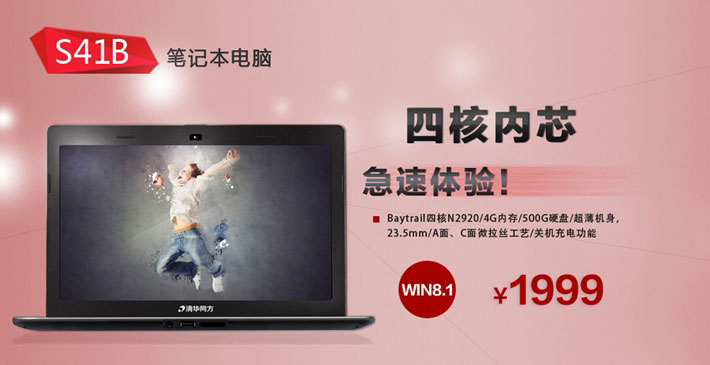 S41B 笔记本电脑
四核内芯
急速体验!
Baytrail四核N2920/4G内存/500G硬盘/超薄机身,
23.5mm/A面、C面微拉丝工艺/关机充电功能
WIN8.1
¥1999
清华同方